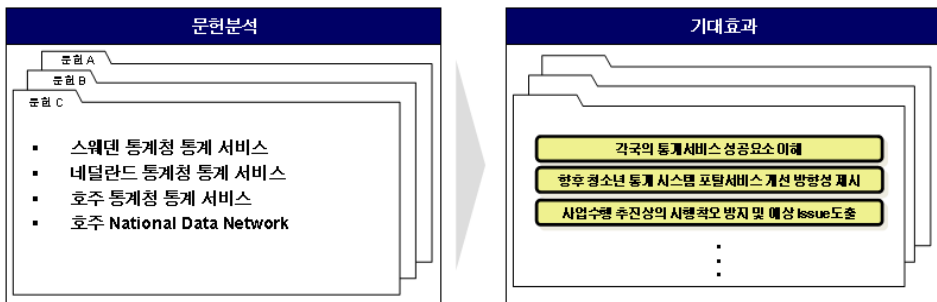 문헌분석
문헌 A
문헌 B
문헌 C
▪ 스웨덴 통계청 통계 서비스
▪ 네덜란드 통계청 통계 서비스
▪ 호주 통계청 통계 서비스
▪ 호주 National Data Network
기대효과
각국의 통계서비스 성공요소 이해
향후 청소년 통계 시스템 포탈서비스 개선 방향성 제시
사업수행 추진상의 시행착오 방지 및 예상 Issue도출